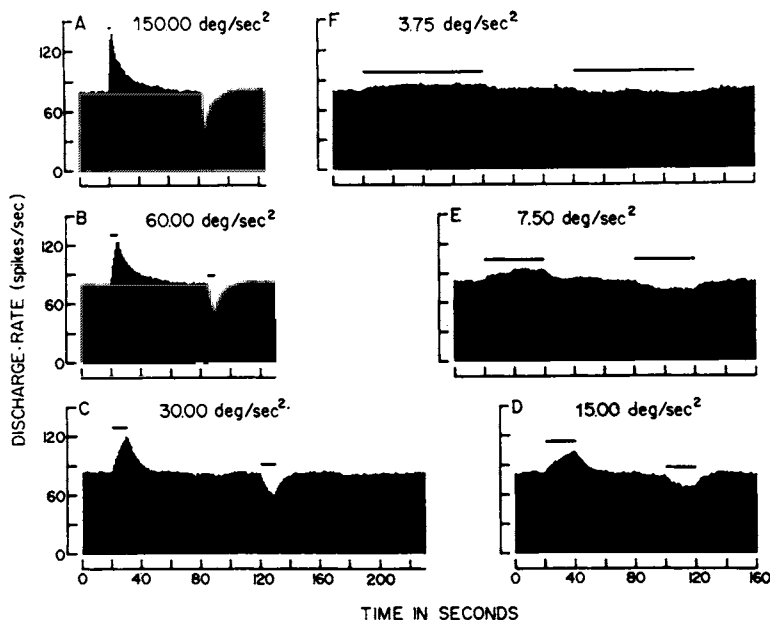 A 150.00 deg/sec²
F 3.75 deg/sec²
120
60
0
B 60.00 deg/sec²
E 7.50 deg/sec²
120
60
0
C 30.00 deg/sec²
D 15.00 deg/sec²
120
60
0
0 40 80 120 160 200
0 40 80 120 160
DISCHARGE-RATE (spikes/sec)
TIME IN SECONDS